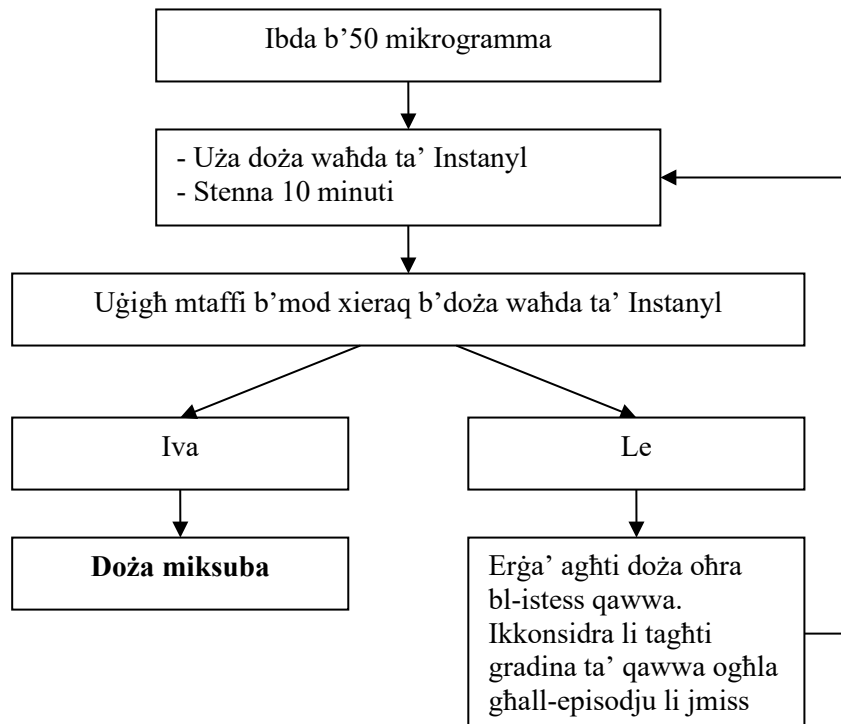 Ibda b’50 mikrogramma
- Uża doża waħda ta’ Instanyl
- Stenna 10 minuti
Uġigħ mtaffi b’mod xieraq b’doża waħda ta’ Instanyl
Iva
Le
Doża miksuba
Erġa’ agħti doża oħra
bl-istess qawwa.
Ikkonsidra li tagħti
gradina ta’ qawwa ogħla
għall-episodju li jmiss